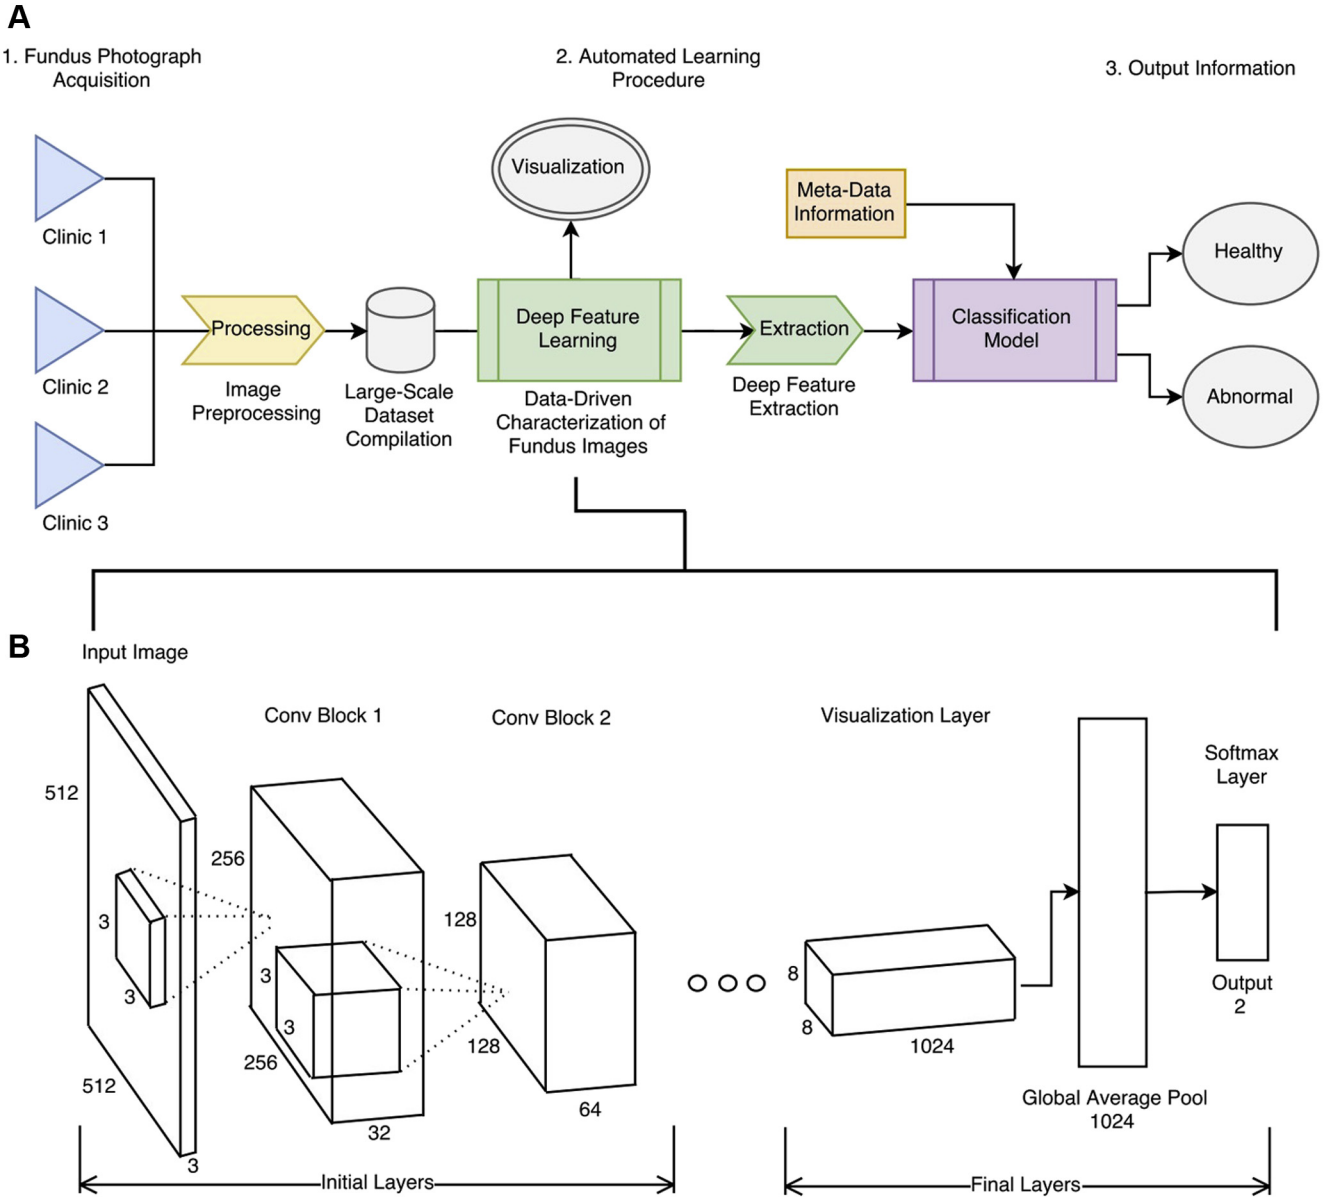 A
1. Fundus Photograph
Acquisition
2. Automated Learning
Procedure
3. Output Information
Clinic 1
Clinic 2
Clinic 3
Processing
Image
Preprocessing
Large-Scale
Dataset
Compilation
Visualization
Deep Feature
Learning
Data-Driven
Characterization of
Fundus Images
Extraction
Deep Feature
Extraction
Meta-Data
Information
Classification
Model
Healthy
Abnormal
B
Input Image
512
512
3
3
3
Conv Block 1
256
256
32
3
3
Conv Block 2
128
128
64
Visualization Layer
8
8
1024
Global Average Pool
1024
Softmax
Layer
Output
2
Initial Layers
Final Layers